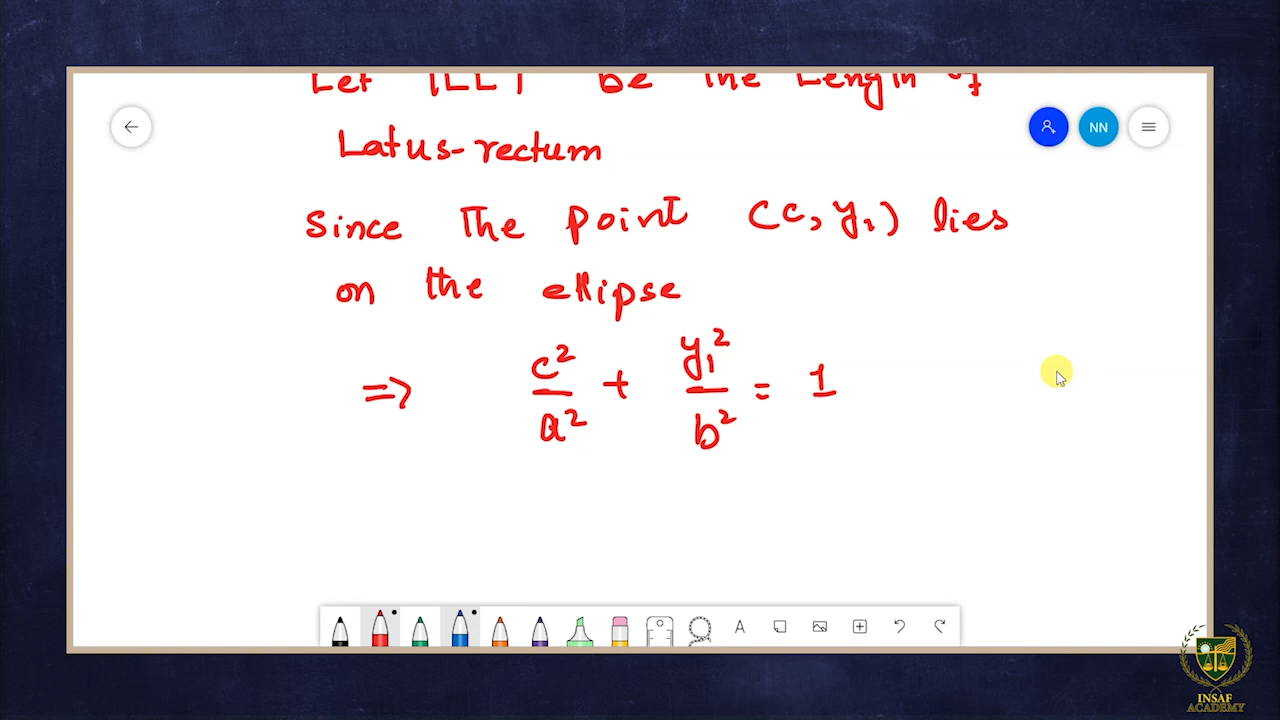 Let |LL'| be the Length of
Latus-rectum
NN
Since The point (c, y₁) lies
on the ellipse
=> c²/a² + y₁²/b² = 1
A
INSAF
ACADEMY